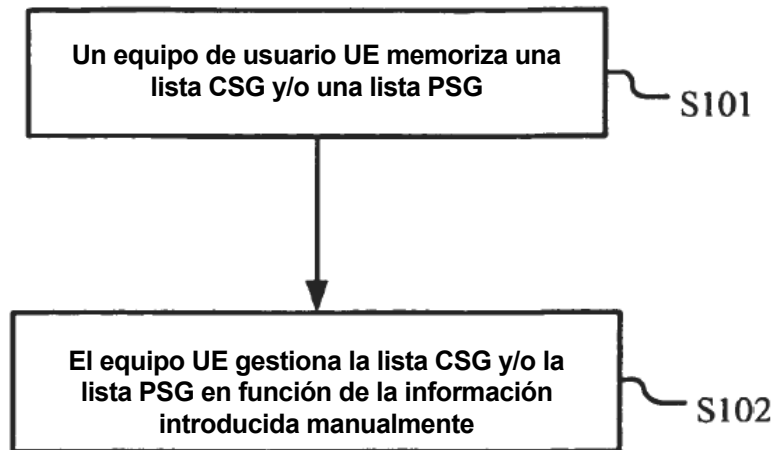 Un equipo de usuario UE memoriza una
lista CSG y/o una lista PSG
S101
El equipo UE gestiona la lista CSG y/o la
lista PSG en función de la información
introducida manualmente
S102